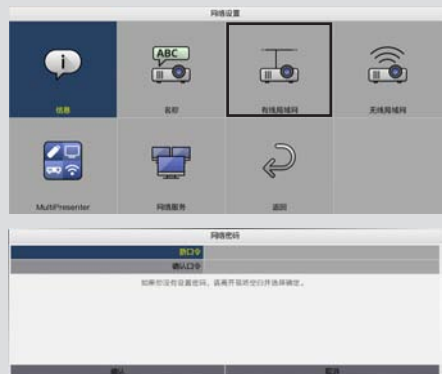 网络设置
信息
ABC
名称
有线局域网
无线局域网
MultiPresenter
网络服务
返回
网络密码
新口令
确认口令
如果你没有设置密码，请离开现场空白并选择确定。
确认
取消